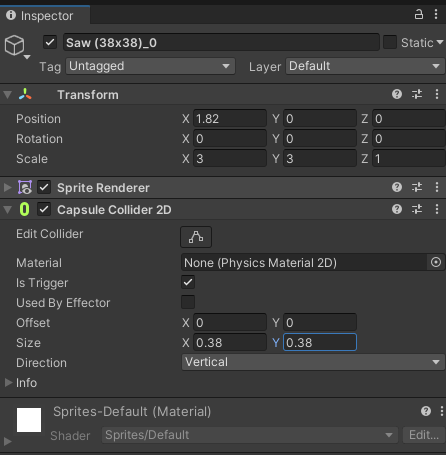 Inspector
Saw (38x38)_0
Static
Tag Untagged Layer Default
Transform
Position X 1.82 Y 0 Z 0
Rotation X 0 Y 0 Z 0
Scale X 3 Y 3 Z 1
Sprite Renderer
Capsule Collider 2D
Edit Collider
Material None (Physics Material 2D)
Is Trigger
Used By Effector
Offset X 0 Y 0
Size X 0.38 Y 0.38
Direction Vertical
Info
Sprites-Default (Material)
Shader Sprites/Default Edit...